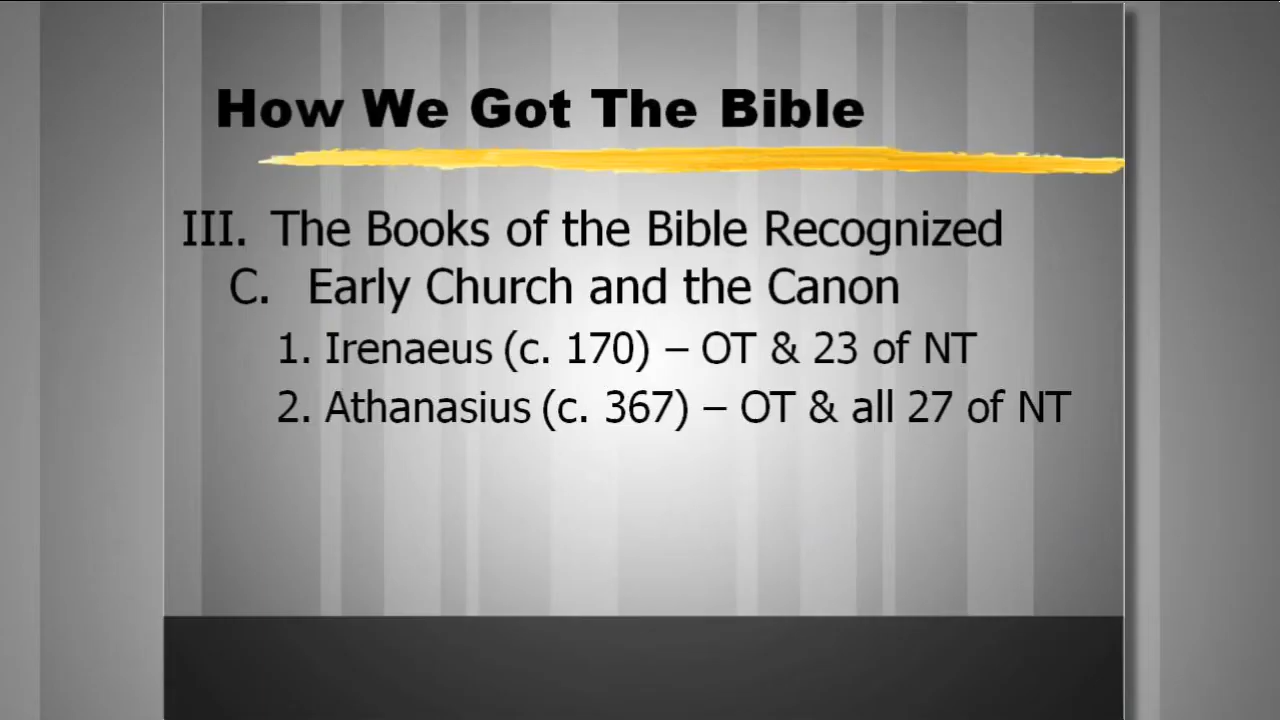 How We Got The Bible
III. The Books of the Bible Recognized
C. Early Church and the Canon
1. Irenaeus (c. 170) – OT & 23 of NT
2. Athanasius (c. 367) – OT & all 27 of NT